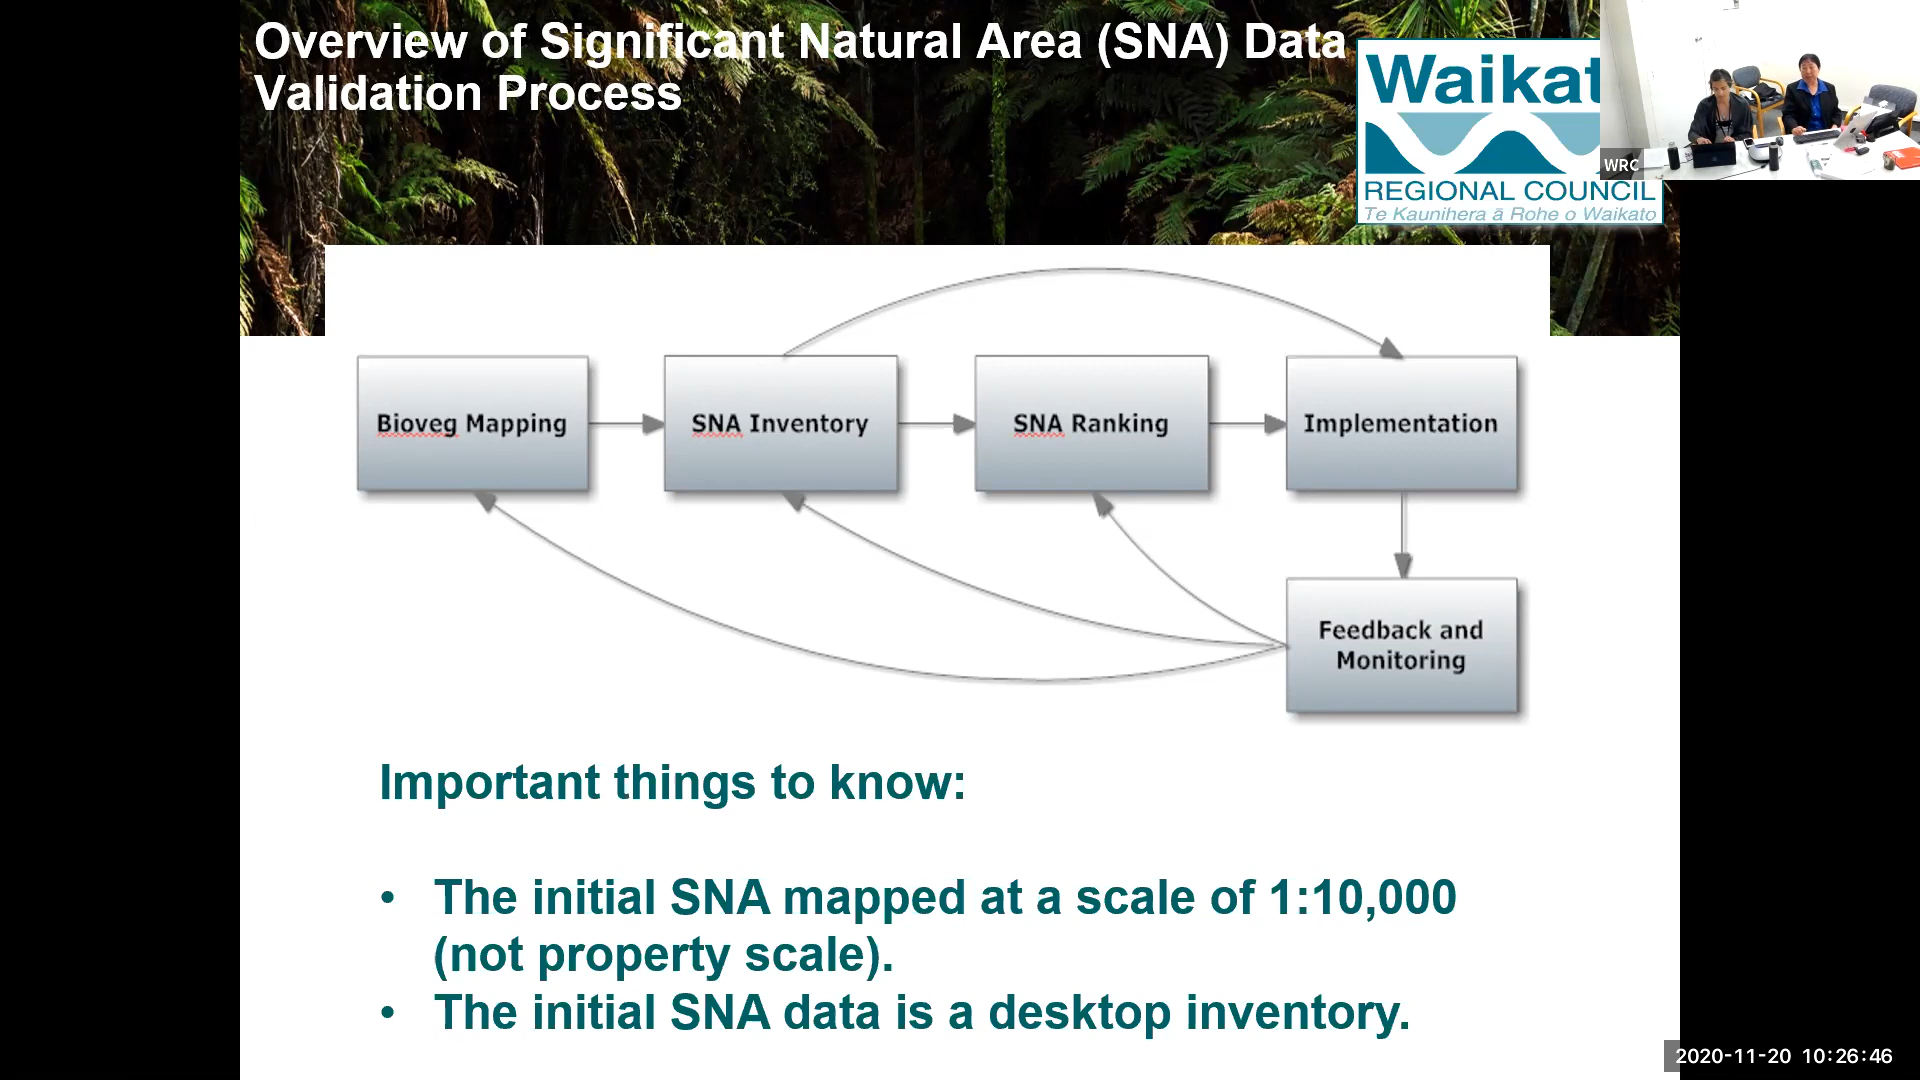 Overview of Significant Natural Area (SNA) Data
Validation Process
Waikat
REGIONAL COUNCIL
Te Kaunihera ā Rohe o Waikato
WRC
Bioveg Mapping
SNA Inventory
SNA Ranking
Implementation
Feedback and
Monitoring
Important things to know:
• The initial SNA mapped at a scale of 1:10,000
(not property scale).
• The initial SNA data is a desktop inventory.
2020-11-20 10:26:46